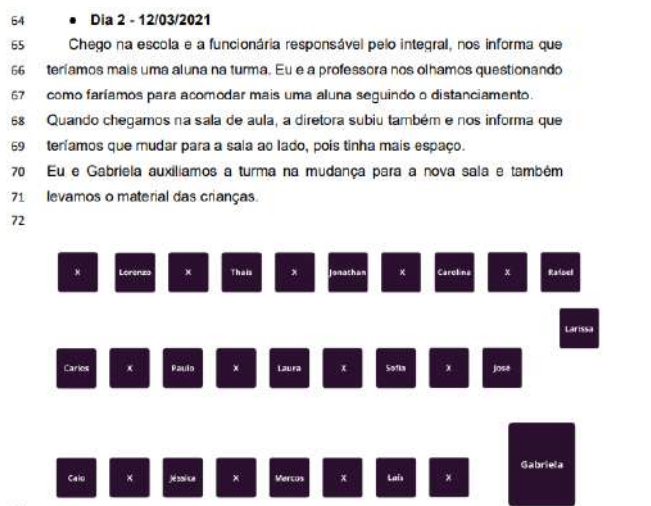 64 • Dia 2 - 12/03/2021
65 Chego na escola e a funcionária responsável pelo integral, nos informa que
66 teríamos mais uma aluna na turma. Eu e a professora nos olhamos questionando
67 como faríamos para acomodar mais uma aluna seguindo o distanciamento.
68 Quando chegamos na sala de aula, a diretora subiu também e nos informa que
69 teríamos que mudar para a sala ao lado, pois tinha mais espaço.
70 Eu e Gabriela auxiliamos a turma na mudança para a nova sala e também
71 levamos o material das crianças.
72
X Lorenzo X Thais X Jonathan X Carolina X Rafael
Larissa
Carlos X Paulo X Laura X Sofia X José
Gabriela
Caio X Jéssica X Marcos X Laís X